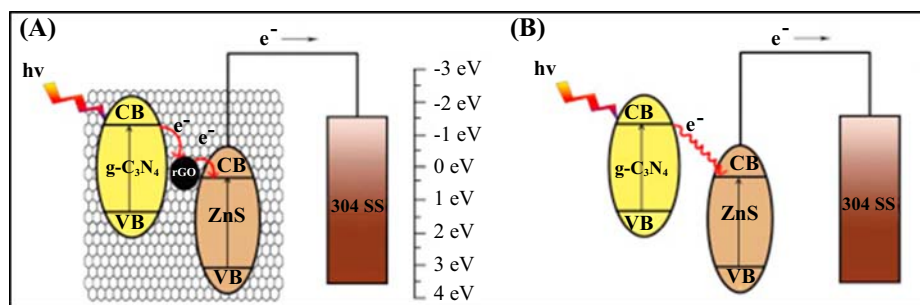 (A)
e⁻
hv
CB
e⁻
e⁻
g-C₃N₄
rGO
CB
VB
ZnS
VB
304 SS
-3 eV
-2 eV
-1 eV
0 eV
1 eV
2 eV
3 eV
4 eV
(B)
e⁻
hv
CB
e⁻
g-C₃N₄
CB
VB
ZnS
VB
304 SS